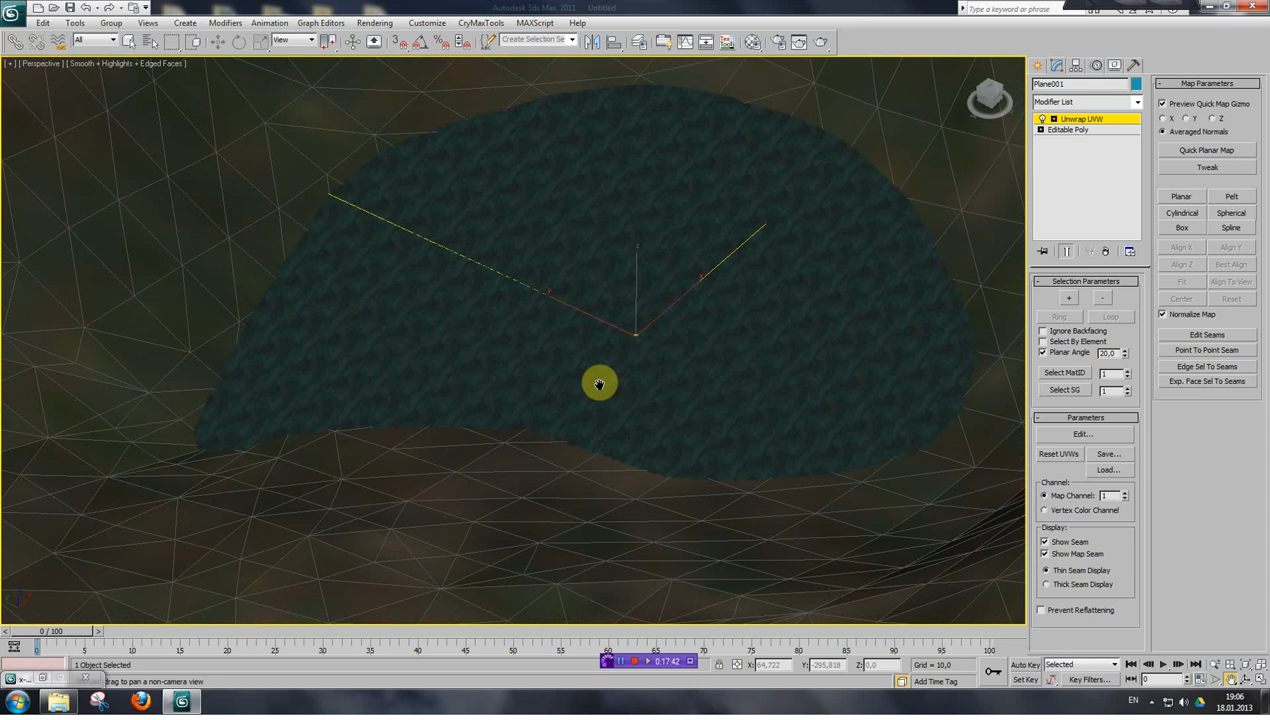 Autodesk 3ds Max 2011 Untitled
Type a keyword or phrase
Edit Tools Group Views Create Modifiers Animation Graph Editors Rendering Customize CryMaxTools MAXScript Help
All View 3 Create Selection Se
[ + ] [ Perspective ] [ Smooth + Highlights + Edged Faces ]
Plane001
Modifier List
Unwrap UVW
Editable Poly
Selection Parameters
+ -
Ring Loop
Ignore Backfacing
Select By Element
Planar Angle 20,0
Select MatID 1
Select SG 1
Parameters
Edit...
Reset UVWs Save...
Load...
Channel:
Map Channel: 1
Vertex Color Channel
Display:
Show Seam
Show Map Seam
Thin Seam Display
Thick Seam Display
Prevent Reflattening
Map Parameters
Preview Quick Map Gizmo
X Y Z
Averaged Normals
Quick Planar Map
Tweak
Planar Pelt
Cylindrical Spherical
Box Spline
Align X Align Y
Align Z Best Align
Fit Align To View
Center Reset
Normalize Map
Edit Seams
Point To Point Seam
Edge Sel To Seams
Exp. Face Sel To Seams
0 / 100
0 5 10 15 20 25 30 35 40 45 50 55 60 65 70 75 80 85 90 95 100
1 Object Selected
0:17:42
X: 64,722 Y: -295,818 Z: 0,0 Grid = 10,0
Auto Key Selected
drag to pan a non-camera view
Add Time Tag
Set Key Key Filters... 0
EN 19:06
18.01.2013